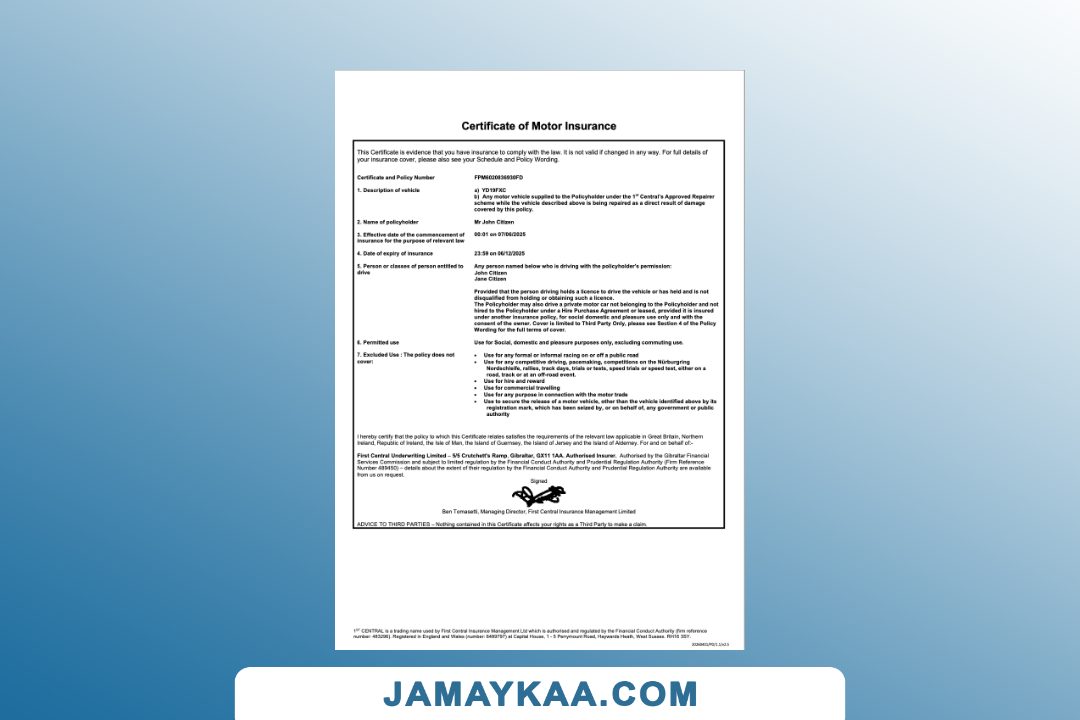 Certificate of Motor Insurance
This Certificate is evidence that you have insurance to comply with the law. It is not valid if changed in any way. For full details of
your insurance cover, please also see your Schedule and Policy Wording.
Certificate and Policy Number FPM6020836930FD
1. Description of vehicle a) YD19FXC
b) Any motor vehicle supplied to the Policyholder under the 1ST Central's Approved Repairer
scheme while the vehicle described above is being repaired as a direct result of damage
covered by this policy.
2. Name of policyholder Mr John Citizen
3. Effective date of the commencement of 00:01 on 07/06/2025
insurance for the purpose of relevant law
4. Date of expiry of insurance 23:59 on 06/12/2025
5. Person or classes of person entitled to Any person named below who is driving with the policyholder's permission:
drive John Citizen
Jane Citizen
Provided that the person driving holds a licence to drive the vehicle or has held and is not
disqualified from holding or obtaining such a licence.
The Policyholder may also drive a private motor car not belonging to the Policyholder and not
hired to the Policyholder under a Hire Purchase Agreement or leased, provided it is insured
under another insurance policy, for social domestic and pleasure use only and with the
consent of the owner. Cover is limited to Third Party Only, please see Section 4 of the Policy
Wording for the full terms of cover.
6. Permitted use Use for Social, domestic and pleasure purposes only, excluding commuting use.
7. Excluded Use : The policy does not • Use for any formal or informal racing on or off a public road
cover: • Use for any competitive driving, pacemaking, competitions on the Nürburgring
Nordschleife, rallies, track days, trials or tests, speed trials or speed test, either on a
road, track or at an off-road event.
• Use for hire and reward
• Use for commercial travelling
• Use for any purpose in connection with the motor trade
• Use to secure the release of a motor vehicle, other than the vehicle identified above by its
registration mark, which has been seized by, or on behalf of, any government or public
authority
I hereby certify that the policy to which this Certificate relates satisfies the requirements of the relevant law applicable in Great Britain, Northern
Ireland, Republic of Ireland, the Isle of Man, the Island of Guernsey, the Island of Jersey and the Island of Alderney. For and on behalf of:-
First Central Underwriting Limited – 5/5 Crutchett's Ramp, Gibraltar, GX11 1AA. Authorised Insurer. Authorised by the Gibraltar Financial
Services Commission and subject to limited regulation by the Financial Conduct Authority and Prudential Regulation Authority (Firm Reference
Number 489450) – details about the extent of their regulation by the Financial Conduct Authority and Prudential Regulation Authority are available
from us on request.
Signed
Ben Tomasetti, Managing Director, First Central Insurance Management Limited
ADVICE TO THIRD PARTIES – Nothing contained in this Certificate affects your rights as a Third Party to make a claim.
1ST CENTRAL is a trading name used by First Central Insurance Management Ltd which is authorised and regulated by the Financial Conduct Authority (firm reference
number: 483296). Registered in England and Wales (number: 6489797) at Capital House, 1 - 5 Perrymount Road, Haywards Heath, West Sussex. RH16 3SY.
JAMAYKAA.COM